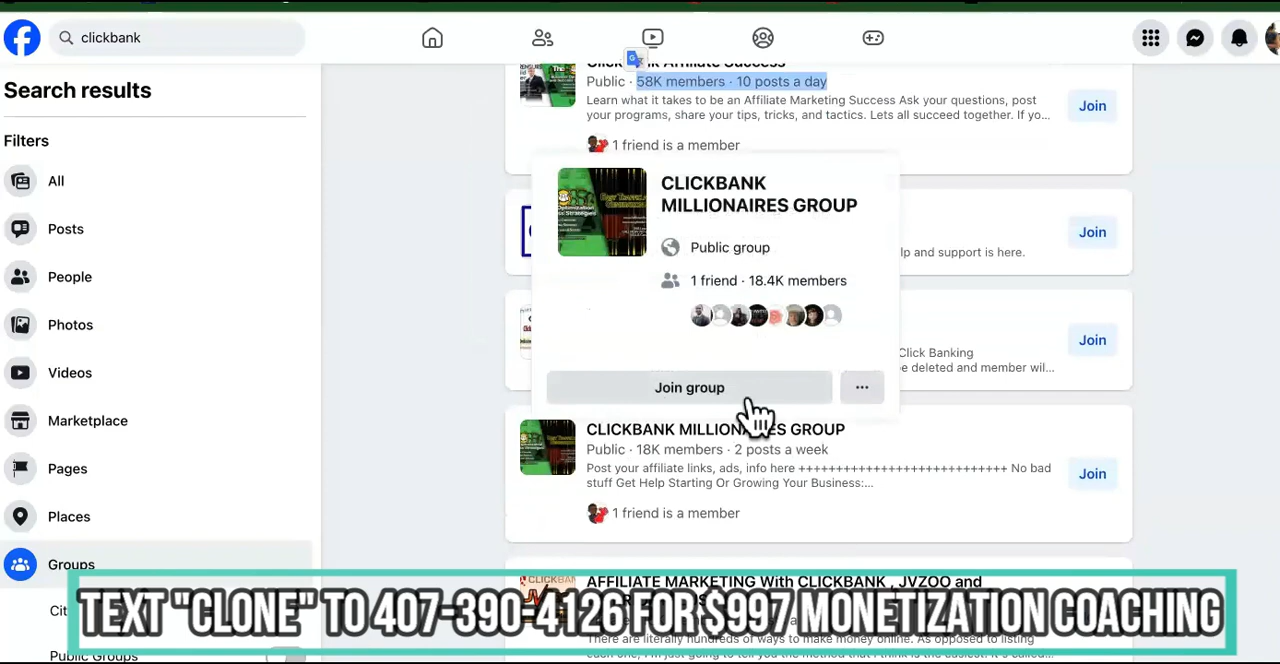 clickbank
Search results
Filters
All
Posts
People
Photos
Videos
Marketplace
Pages
Places
Groups
Public Groups
Affiliate Success
Public · 58K members · 10 posts a day
Learn what it takes to be an Affiliate Marketing Success Ask your questions, post
your programs, share your tips, tricks, and tactics. Lets all succeed together. If yo...
Join
1 friend is a member
CLICKBANK
MILLIONAIRES GROUP
Public group
1 friend · 18.4K members
Join group
Join
lp and support is here.
Join
Click Banking
e deleted and member wil...
CLICKBANK MILLIONAIRES GROUP
Public · 18K members · 2 posts a week
Post your affiliate links, ads, info here ++++++++++++++++++++++++++++ No bad
stuff Get Help Starting Or Growing Your Business:...
Join
1 friend is a member
AFFILIATE MARKETING With CLICKBANK , JVZOO and
TEXT "CLONE" TO 407-390-4126 FOR $997 MONETIZATION COACHING
There are literally hundreds of ways to make money online. As opposed to listing